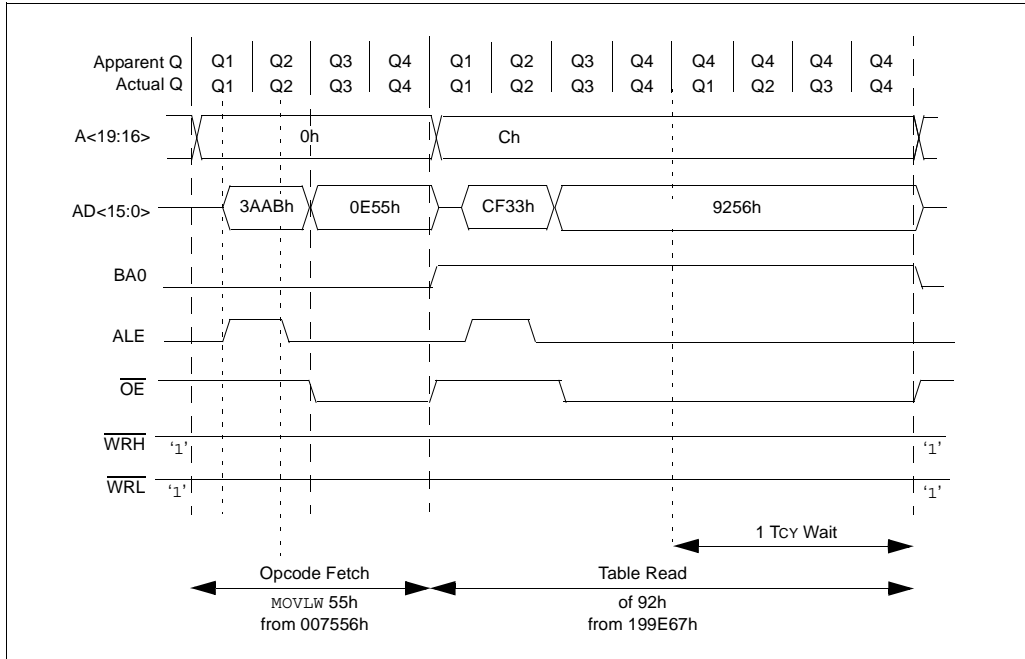 Apparent Q Q1 Q2 Q3 Q4 Q1 Q2 Q3 Q4 Q4 Q4 Q4 Q4
Actual Q Q1 Q2 Q3 Q4 Q1 Q2 Q3 Q4 Q1 Q2 Q3 Q4
A<19:16> 0h Ch
AD<15:0> 3AABh 0E55h CF33h 9256h
BA0
ALE
OE
WRH '1' '1'
WRL '1' '1'
1 TCY Wait
Opcode Fetch Table Read
MOVLW 55h of 92h
from 007556h from 199E67h